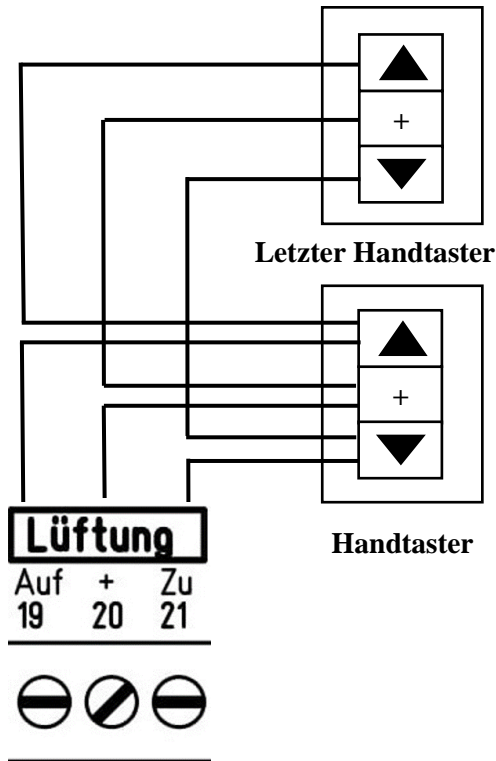 +
Letzter Handtaster
+
Handtaster
Lüftung
Auf + Zu
19 20 21